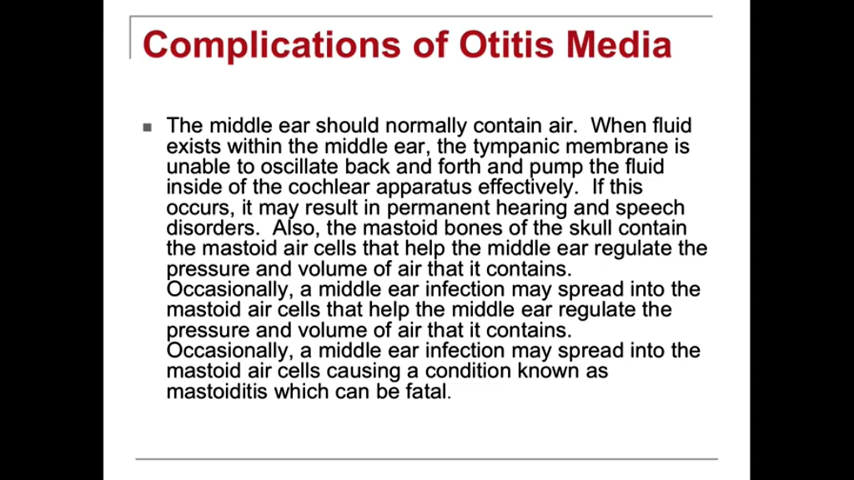 Complications of Otitis Media
The middle ear should normally contain air. When fluid
exists within the middle ear, the tympanic membrane is
unable to oscillate back and forth and pump the fluid
inside of the cochlear apparatus effectively. If this
occurs, it may result in permanent hearing and speech
disorders. Also, the mastoid bones of the skull contain
the mastoid air cells that help the middle ear regulate the
pressure and volume of air that it contains.
Occasionally, a middle ear infection may spread into the
mastoid air cells that help the middle ear regulate the
pressure and volume of air that it contains.
Occasionally, a middle ear infection may spread into the
mastoid air cells causing a condition known as
mastoiditis which can be fatal.